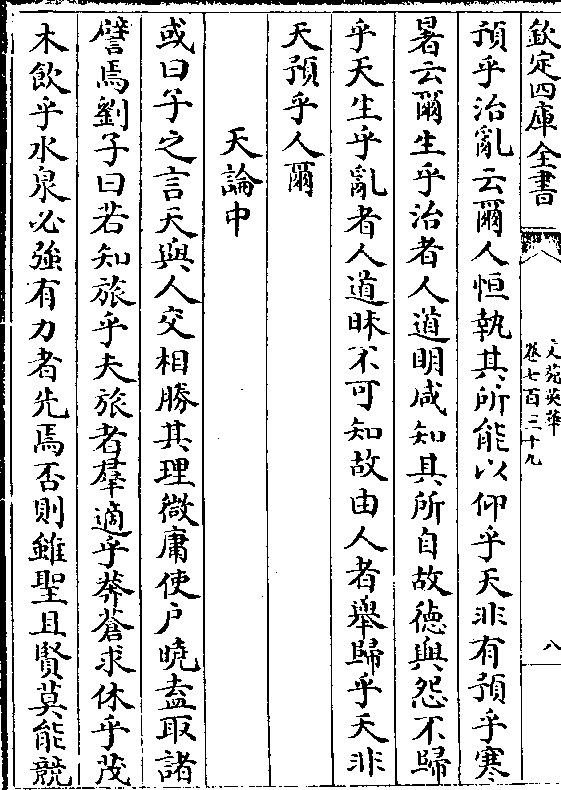 欽定四庫全書
文苑英華
卷七百三十九
八
預乎治亂云爾人恒執其所能以仰乎天非有預乎寒
暑云爾生乎治者人道明咸知其所自故德與怨不歸
乎天生乎亂者人道昧不可知故由人者舉歸乎天非
天預乎人爾
天論中
或曰子之言天與人交相勝其理微庸使户曉盍取諸
譬焉劉子曰若知旅乎夫旅者羣適乎莽蒼求休乎茂
木飲乎水泉必強有力者先焉否則雖聖且賢莫能競